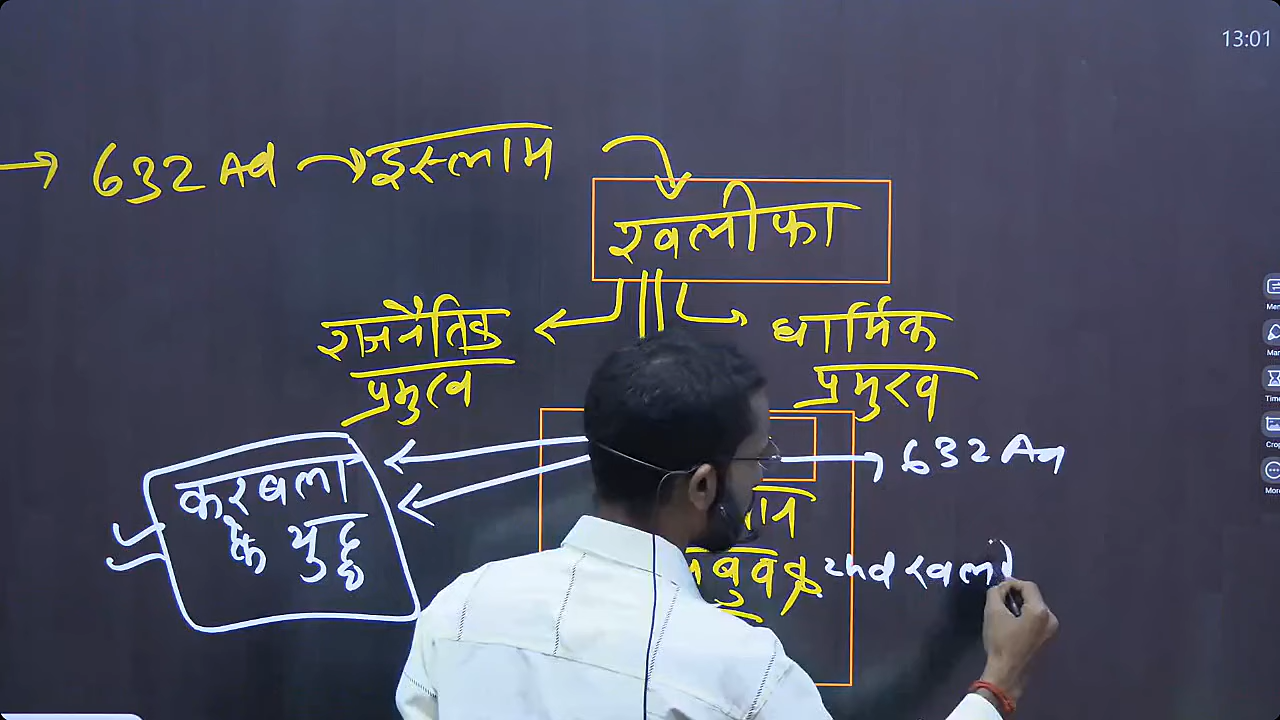 13:01
→ 632 AD → इस्लाम
खलीफा
राजनैतिक
प्रमुख
धार्मिक
प्रमुख
632 AD
करबला
के युद्ध
2nd खली